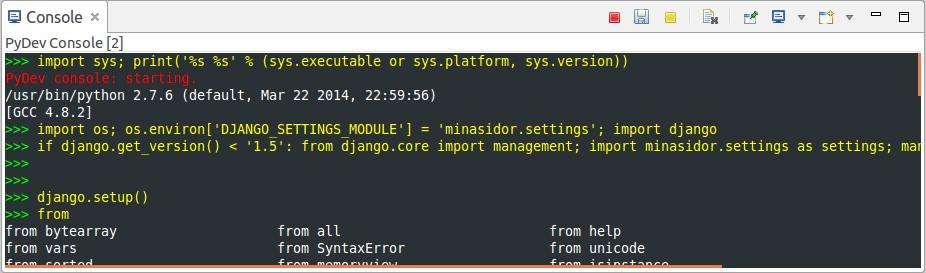 Console
PyDev Console [2]
>>> import sys; print('%s %s' % (sys.executable or sys.platform, sys.version))
PyDev console: starting.
/usr/bin/python 2.7.6 (default, Mar 22 2014, 22:59:56)
[GCC 4.8.2]
>>> import os; os.environ['DJANGO_SETTINGS_MODULE'] = 'minasidor.settings'; import django
>>> if django.get_version() < '1.5': from django.core import management; import minasidor.settings as settings; mar
>>>
>>>
>>> django.setup()
>>> from
from bytearray from all from help
from vars from SyntaxError from unicode
from sorted from memoryview from isinstance